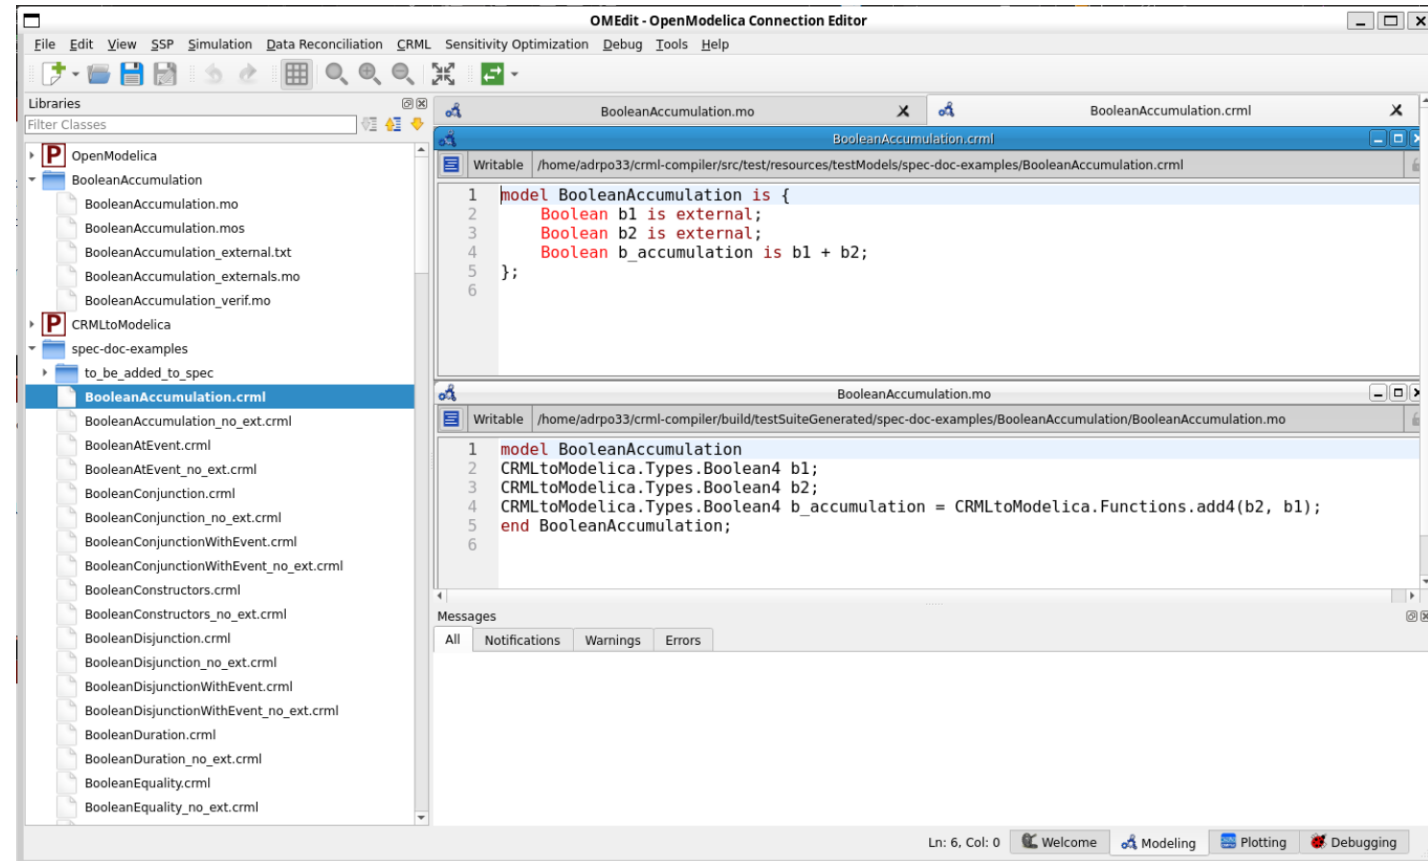 OMEdit - OpenModelica Connection Editor
File Edit View SSP Simulation Data Reconciliation CRML Sensitivity Optimization Debug Tools Help
Libraries
Filter Classes
P OpenModelica
BooleanAccumulation
BooleanAccumulation.mo
BooleanAccumulation.mos
BooleanAccumulation_external.txt
BooleanAccumulation_externals.mo
BooleanAccumulation_verif.mo
P CRMLtoModelica
spec-doc-examples
to_be_added_to_spec
BooleanAccumulation.crml
BooleanAccumulation_no_ext.crml
BooleanAtEvent.crml
BooleanAtEvent_no_ext.crml
BooleanConjunction.crml
BooleanConjunction_no_ext.crml
BooleanConjunctionWithEvent.crml
BooleanConjunctionWithEvent_no_ext.crml
BooleanConstructors.crml
BooleanConstructors_no_ext.crml
BooleanDisjunction.crml
BooleanDisjunction_no_ext.crml
BooleanDisjunctionWithEvent.crml
BooleanDisjunctionWithEvent_no_ext.crml
BooleanDuration.crml
BooleanDuration_no_ext.crml
BooleanEquality.crml
BooleanEquality_no_ext.crml
BooleanAccumulation.mo BooleanAccumulation.crml
BooleanAccumulation.crml
Writable /home/adrpo33/crml-compiler/src/test/resources/testModels/spec-doc-examples/BooleanAccumulation.crml
1 model BooleanAccumulation is {
2 Boolean b1 is external;
3 Boolean b2 is external;
4 Boolean b_accumulation is b1 + b2;
5 };
6
BooleanAccumulation.mo
Writable /home/adrpo33/crml-compiler/build/testSuiteGenerated/spec-doc-examples/BooleanAccumulation/BooleanAccumulation.mo
1 model BooleanAccumulation
2 CRMLtoModelica.Types.Boolean4 b1;
3 CRMLtoModelica.Types.Boolean4 b2;
4 CRMLtoModelica.Types.Boolean4 b_accumulation = CRMLtoModelica.Functions.add4(b2, b1);
5 end BooleanAccumulation;
6
Messages
All Notifications Warnings Errors
Ln: 6, Col: 0 Welcome Modeling Plotting Debugging